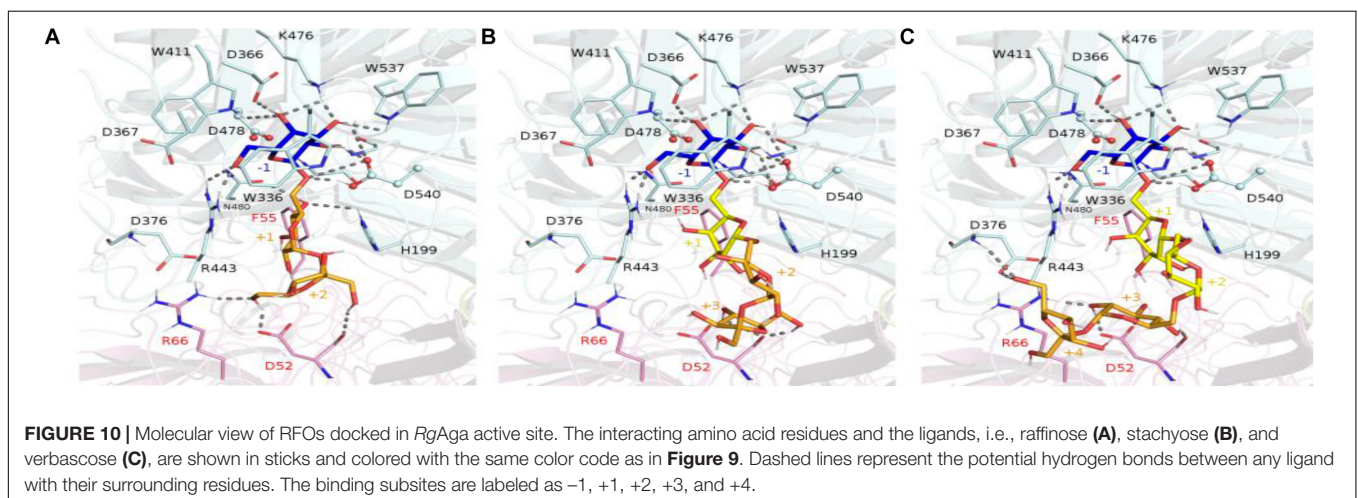 A
W411
D366
K476
W537
D367
D478
-1
W336
D540
N480
F55
D376
+1
H199
R443
+2
R66
D52
B
W411
D366
K476
W537
D367
D478
-1
W336
D540
N480
F55
D376
+1
H199
R443
+2
+3
R66
D52
C
W411
D366
K476
W537
D367
D478
-1
W336
D540
N480
F55
D376
+1
H199
R443
+2
+3
R66
+4
D52
FIGURE 10 | Molecular view of RFOs docked in RgAga active site. The interacting amino acid residues and the ligands, i.e., raffinose (A), stachyose (B), and
verbascose (C), are shown in sticks and colored with the same color code as in Figure 9. Dashed lines represent the potential hydrogen bonds between any ligand
with their surrounding residues. The binding subsites are labeled as –1, +1, +2, +3, and +4.